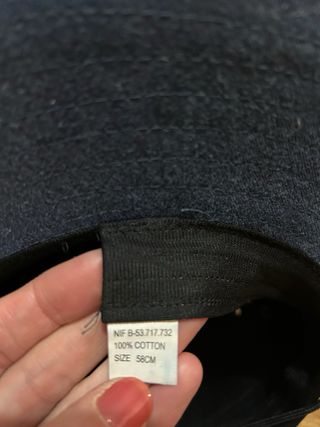 NIF B-53.717.732
100% COTTON
SIZE 58CM